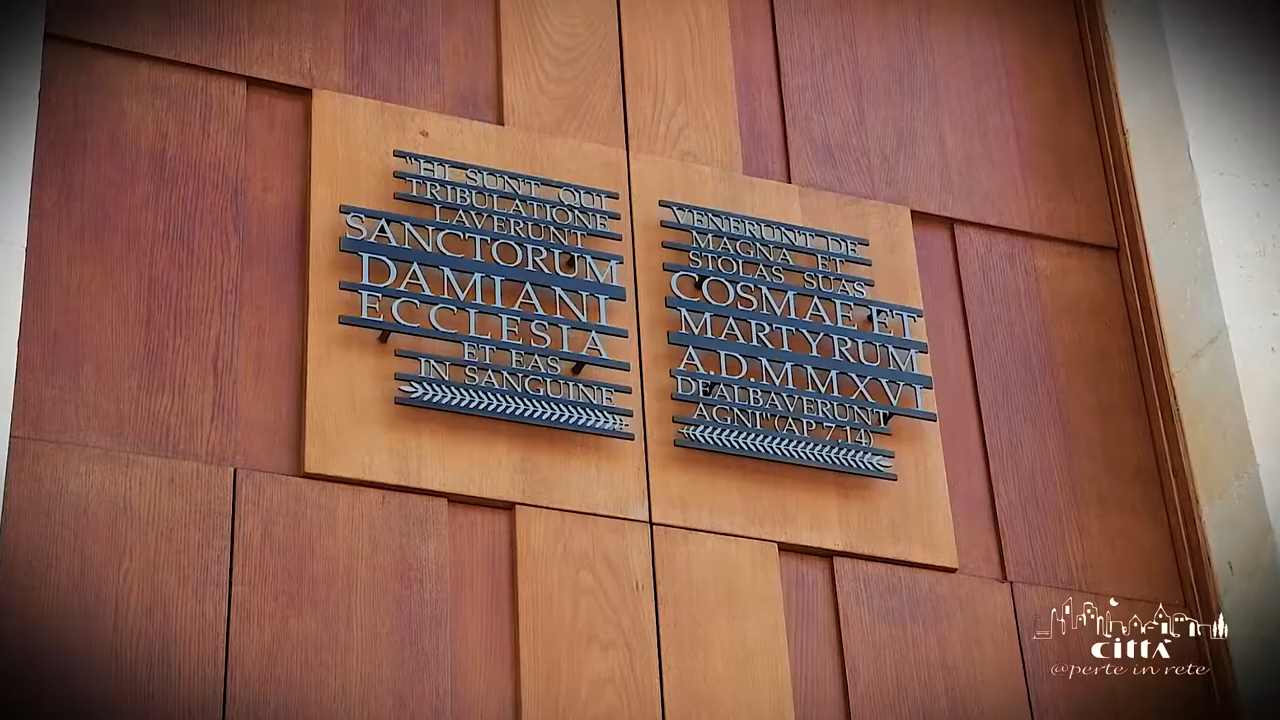 "HI SUNT QUI VENERUNT DE
TRIBULATIONE MAGNA ET
LAVERUNT STOLAS SUAS
SANCTORUM COSMAE ET
DAMIANI MARTYRUM
ECCLESIA A.D.MMXVI
ET EAS DEALBAVERUNT
IN SANGUINE AGNI" (AP 7.14)
CITTÀ
@perte in rete